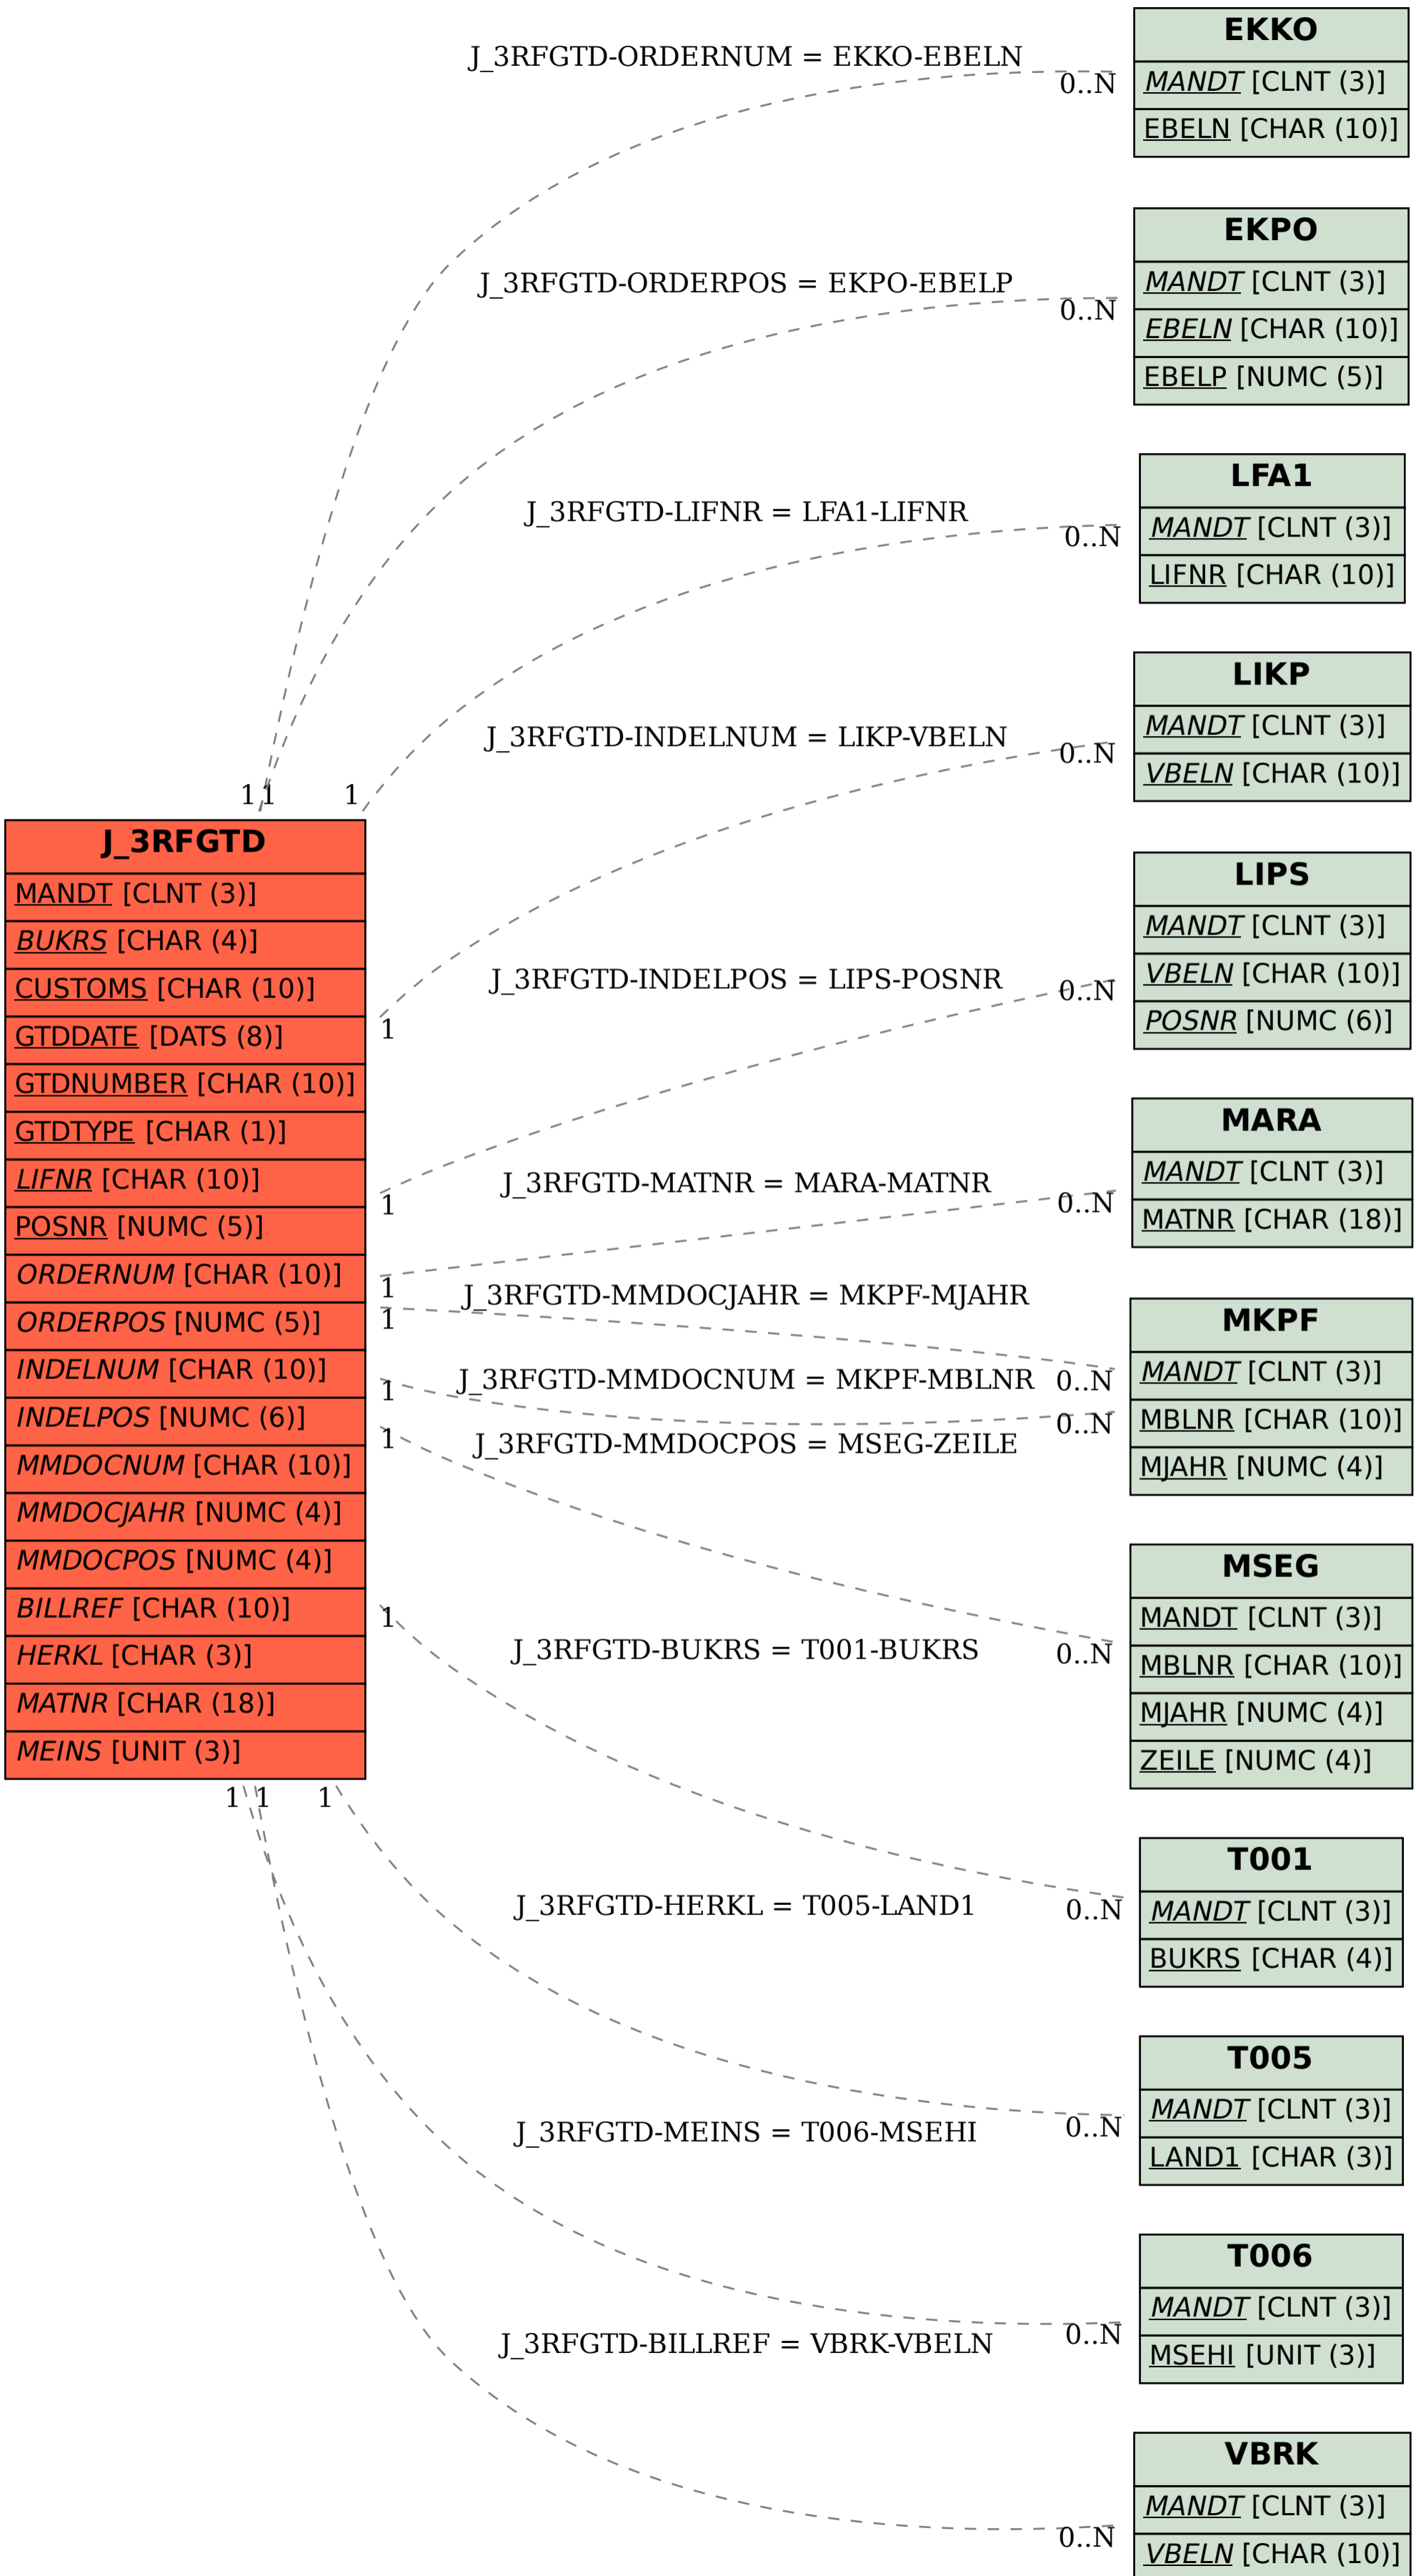 EKKO
MANDT [CLNT (3)]
EBELN [CHAR (10)]
J_3RFGTD-ORDERNUM = EKKO-EBELN
0..N
EKPO
MANDT [CLNT (3)]
EBELN [CHAR (10)]
EBELP [NUMC (5)]
J_3RFGTD-ORDERPOS = EKPO-EBELP
0..N
LFA1
MANDT [CLNT (3)]
LIFNR [CHAR (10)]
J_3RFGTD-LIFNR = LFA1-LIFNR
0..N
LIKP
MANDT [CLNT (3)]
VBELN [CHAR (10)]
J_3RFGTD-INDELNUM = LIKP-VBELN
0..N
1 1 1
J_3RFGTD
MANDT [CLNT (3)]
BUKRS [CHAR (4)]
CUSTOMS [CHAR (10)]
GTDDATE [DATS (8)]
GTDNUMBER [CHAR (10)]
GTDTYPE [CHAR (1)]
LIFNR [CHAR (10)]
POSNR [NUMC (5)]
ORDERNUM [CHAR (10)]
ORDERPOS [NUMC (5)]
INDELNUM [CHAR (10)]
INDELPOS [NUMC (6)]
MMDOCNUM [CHAR (10)]
MMDOCJAHR [NUMC (4)]
MMDOCPOS [NUMC (4)]
BILLREF [CHAR (10)]
HERKL [CHAR (3)]
MATNR [CHAR (18)]
MEINS [UNIT (3)]
1
1
1
1
1
1
1
1 1 1
LIPS
MANDT [CLNT (3)]
VBELN [CHAR (10)]
POSNR [NUMC (6)]
J_3RFGTD-INDELPOS = LIPS-POSNR
0..N
MARA
MANDT [CLNT (3)]
MATNR [CHAR (18)]
J_3RFGTD-MATNR = MARA-MATNR
0..N
J_3RFGTD-MMDOCJAHR = MKPF-MJAHR
0..N
MKPF
MANDT [CLNT (3)]
MBLNR [CHAR (10)]
MJAHR [NUMC (4)]
J_3RFGTD-MMDOCNUM = MKPF-MBLNR
0..N
J_3RFGTD-MMDOCPOS = MSEG-ZEILE
0..N
MSEG
MANDT [CLNT (3)]
MBLNR [CHAR (10)]
MJAHR [NUMC (4)]
ZEILE [NUMC (4)]
J_3RFGTD-BUKRS = T001-BUKRS
0..N
T001
MANDT [CLNT (3)]
BUKRS [CHAR (4)]
J_3RFGTD-HERKL = T005-LAND1
0..N
T005
MANDT [CLNT (3)]
LAND1 [CHAR (3)]
J_3RFGTD-MEINS = T006-MSEHI
0..N
T006
MANDT [CLNT (3)]
MSEHI [UNIT (3)]
J_3RFGTD-BILLREF = VBRK-VBELN
0..N
VBRK
MANDT [CLNT (3)]
VBELN [CHAR (10)]